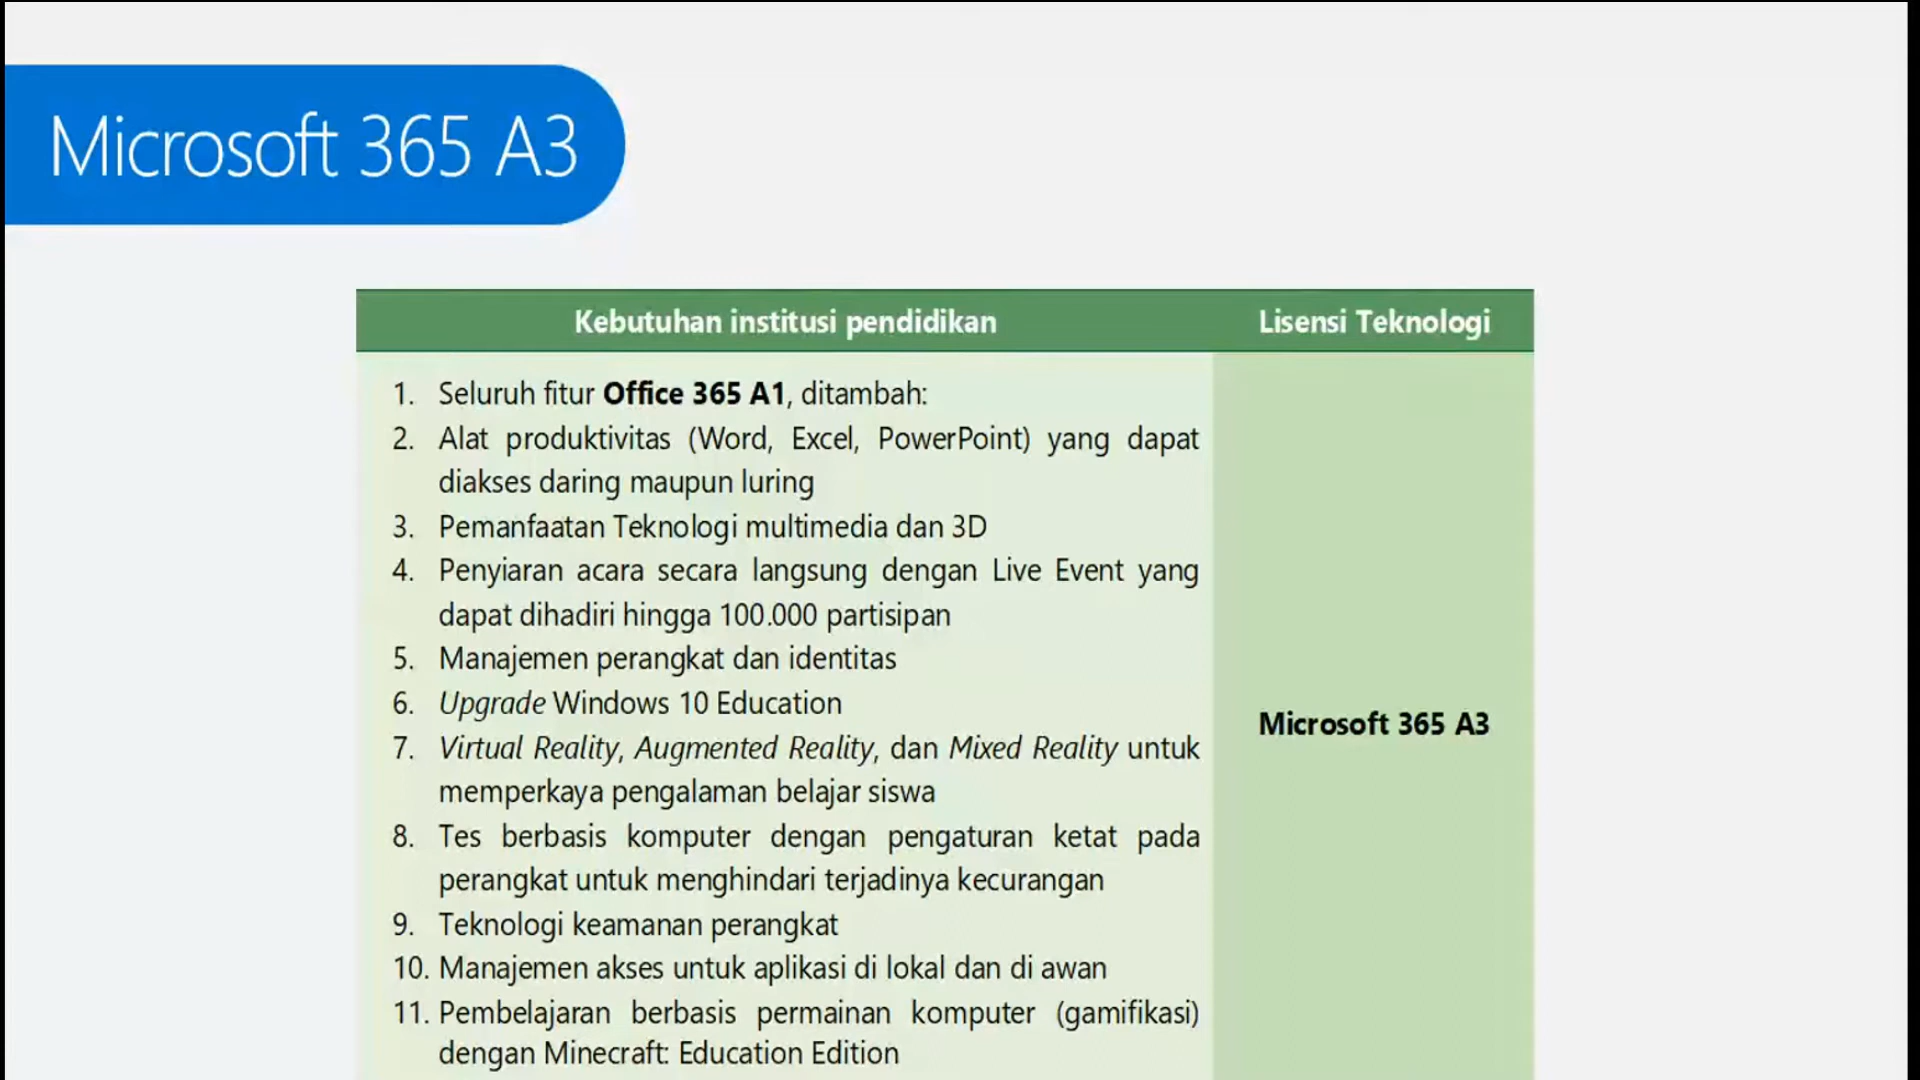 Microsoft 365 A3
Kebutuhan institusi pendidikan
Lisensi Teknologi
1. Seluruh fitur Office 365 A1, ditambah:
2. Alat produktivitas (Word, Excel, PowerPoint) yang dapat
diakses daring maupun luring
3. Pemanfaatan Teknologi multimedia dan 3D
4. Penyiaran acara secara langsung dengan Live Event yang
dapat dihadiri hingga 100.000 partisipan
5. Manajemen perangkat dan identitas
6. Upgrade Windows 10 Education
7. Virtual Reality, Augmented Reality, dan Mixed Reality untuk
memperkaya pengalaman belajar siswa
8. Tes berbasis komputer dengan pengaturan ketat pada
perangkat untuk menghindari terjadinya kecurangan
9. Teknologi keamanan perangkat
10. Manajemen akses untuk aplikasi di lokal dan di awan
11. Pembelajaran berbasis permainan komputer (gamifikasi)
dengan Minecraft: Education Edition
Microsoft 365 A3